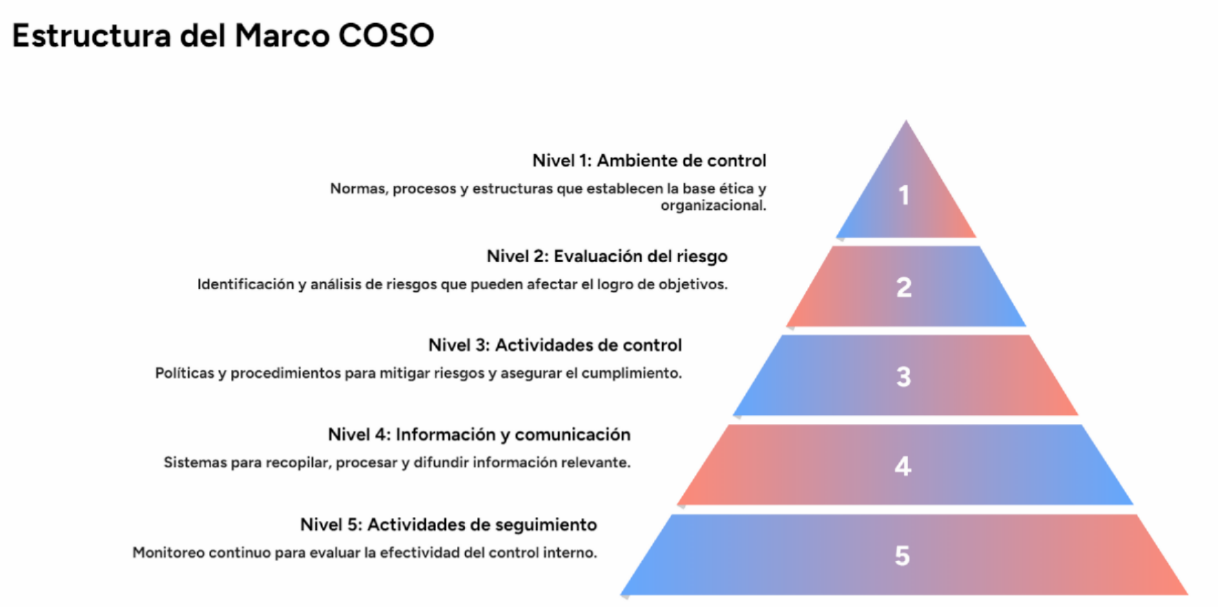 Estructura del Marco COSO
Nivel 1: Ambiente de control
Normas, procesos y estructuras que establecen la base ética y
organizacional.
1
Nivel 2: Evaluación del riesgo
Identificación y análisis de riesgos que pueden afectar el logro de objetivos.
2
Nivel 3: Actividades de control
Políticas y procedimientos para mitigar riesgos y asegurar el cumplimiento.
3
Nivel 4: Información y comunicación
Sistemas para recopilar, procesar y difundir información relevante.
4
Nivel 5: Actividades de seguimiento
Monitoreo continuo para evaluar la efectividad del control interno.
5